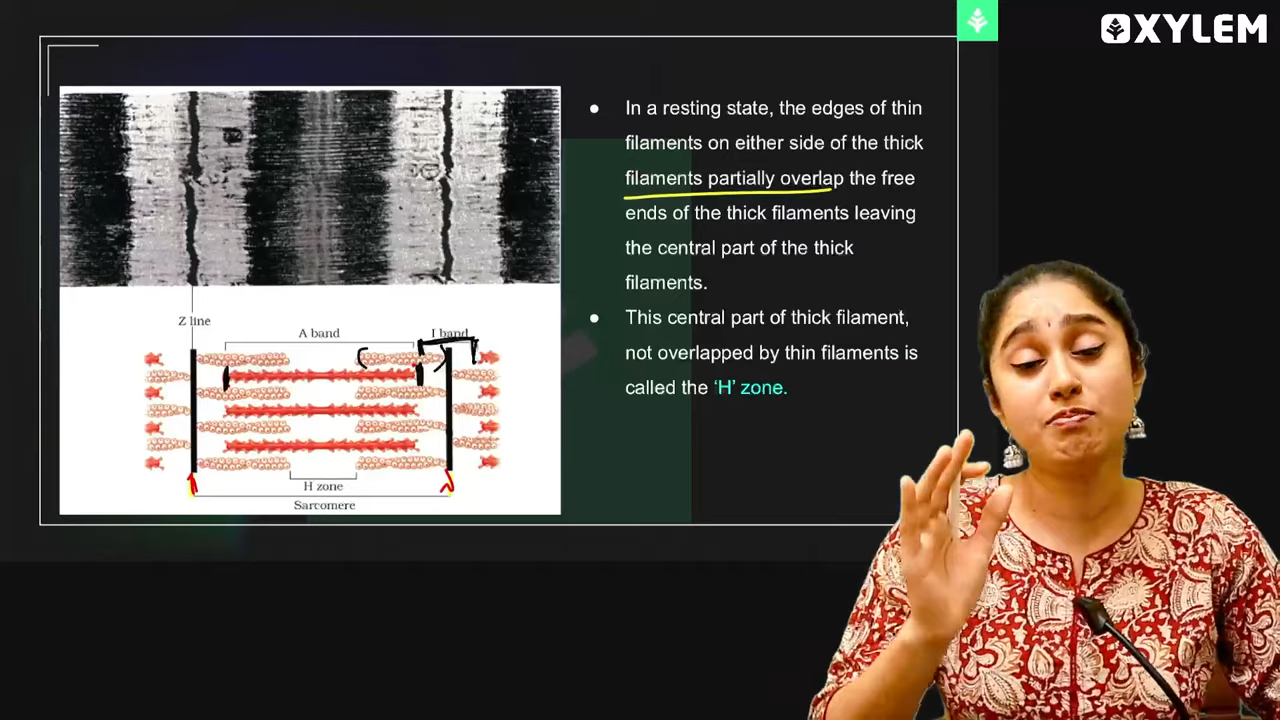 XYLEM
In a resting state, the edges of thin
filaments on either side of the thick
filaments partially overlap the free
ends of the thick filaments leaving
the central part of the thick
filaments.
This central part of thick filament,
not overlapped by thin filaments is
called the ‘H’ zone.
Z line
A band
I band
H zone
Sarcomere